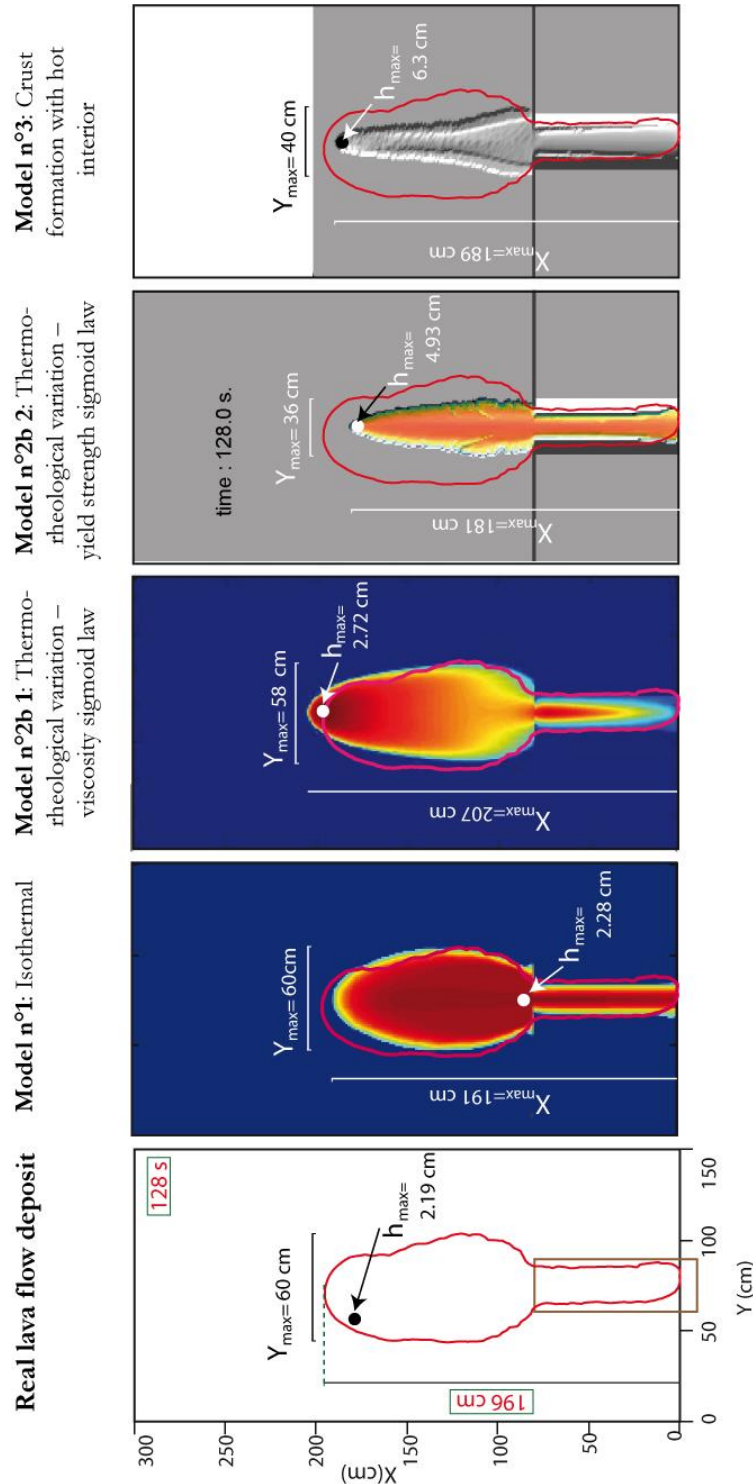 Real lava flow deposit
128 s
Ymax= 60 cm
hmax=
2.19 cm
196 cm
300
250
200
150
100
50
0
X(cm)
0
50
100
150
Y (cm)
Model n°1: Isothermal
Ymax= 60cm
Xmax=191 cm
hmax=
2.28 cm
Model n°2b 1: Thermo-
rheological variation –
viscosity sigmoid law
Ymax= 58 cm
hmax=
2.72 cm
Xmax=207 cm
Model n°2b 2: Thermo-
rheological variation –
yield strength sigmoid law
time : 128.0 s.
Ymax= 36 cm
hmax=
4.93 cm
Xmax=181 cm
Model n°3: Crust
formation with hot
interior
Ymax= 40 cm
hmax=
6.3 cm
Xmax=189 cm